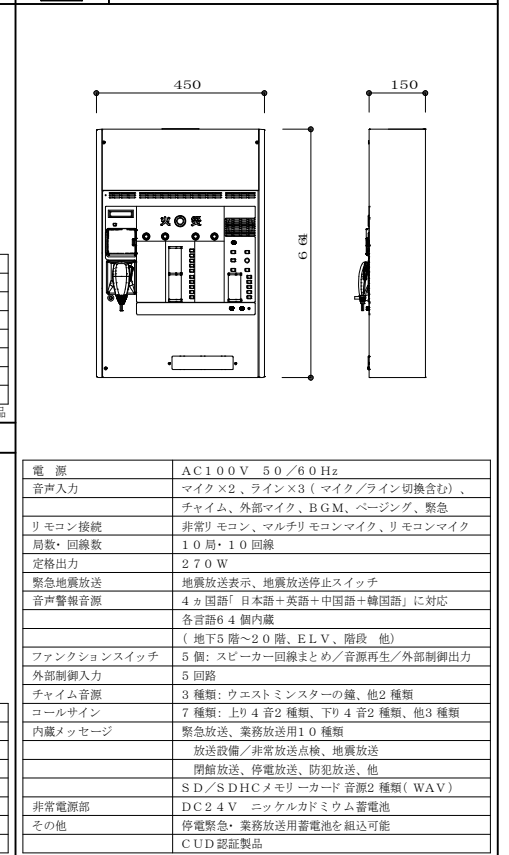 450
150
火災
664
品
電 源 AC100V 50/60Hz
音声入力 マイク×2、ライン×3(マイク/ライン切換含む)、
チャイム、外部マイク、BGM、ページング、緊急
リモコン接続 非常リモコン、マルチリモコンマイク、リモコンマイク
局数・回線数 10局・10回線
定格出力 270W
緊急地震放送 地震放送表示、地震放送停止スイッチ
音声警報音源 4ヵ国語「日本語+英語+中国語+韓国語」に対応
各言語64個内蔵
(地下5階~20階、ELV、階段 他)
ファンクションスイッチ 5個:スピーカー回線まとめ/音源再生/外部制御出力
外部制御入力 5回路
チャイム音源 3種類:ウエストミンスターの鐘、他2種類
コールサイン 7種類:上り4音2種類、下り4音2種類、他3種類
内蔵メッセージ 緊急放送、業務放送用10種類
放送設備/非常放送点検、地震放送
閉館放送、停電放送、防犯放送、他
SD/SDHCメモリーカード音源2種類(WAV)
非常電源部 DC24V ニッケルカドミウム蓄電池
その他 停電緊急・業務放送用蓄電池を組込可能
CUD認証製品